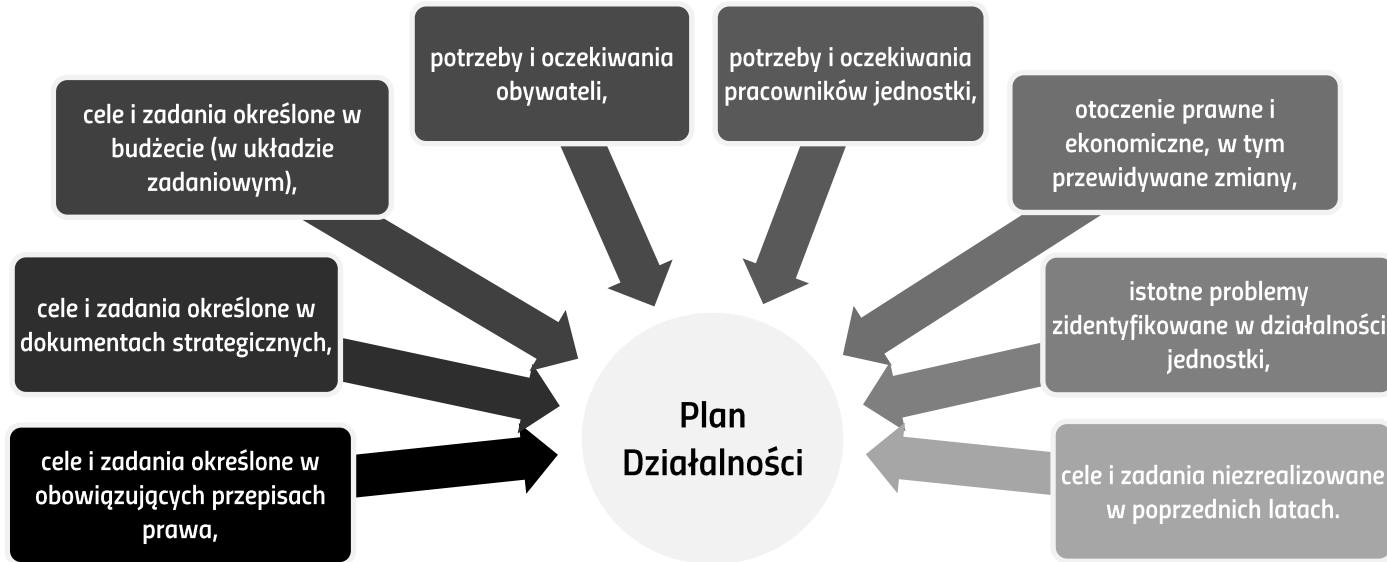 cele i zadania określone w
obowiązujących przepisach
prawa,
cele i zadania określone w
dokumentach strategicznych,
cele i zadania określone w
budżecie (w układzie
zadaniowym),
potrzeby i oczekiwania
obywateli,
potrzeby i oczekiwania
pracowników jednostki,
otoczenie prawne i
ekonomiczne, w tym
przewidywane zmiany,
istotne problemy
zidentyfikowane w działalności
jednostki,
cele i zadania niezrealizowane
w poprzednich latach.
Plan
Działalności